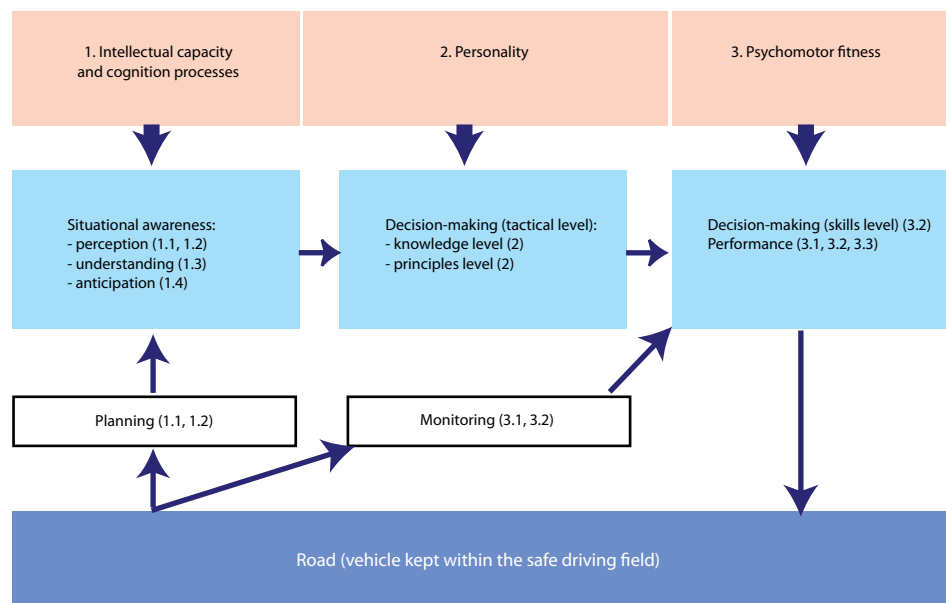 1. Intellectual capacity
and cognition processes
2. Personality
3. Psychomotor fitness
Situational awareness:
- perception (1.1, 1.2)
- understanding (1.3)
- anticipation (1.4)
Decision-making (tactical level):
- knowledge level (2)
- principles level (2)
Decision-making (skills level) (3.2)
Performance (3.1, 3.2, 3.3)
Planning (1.1, 1.2)
Monitoring (3.1, 3.2)
Road (vehicle kept within the safe driving field)